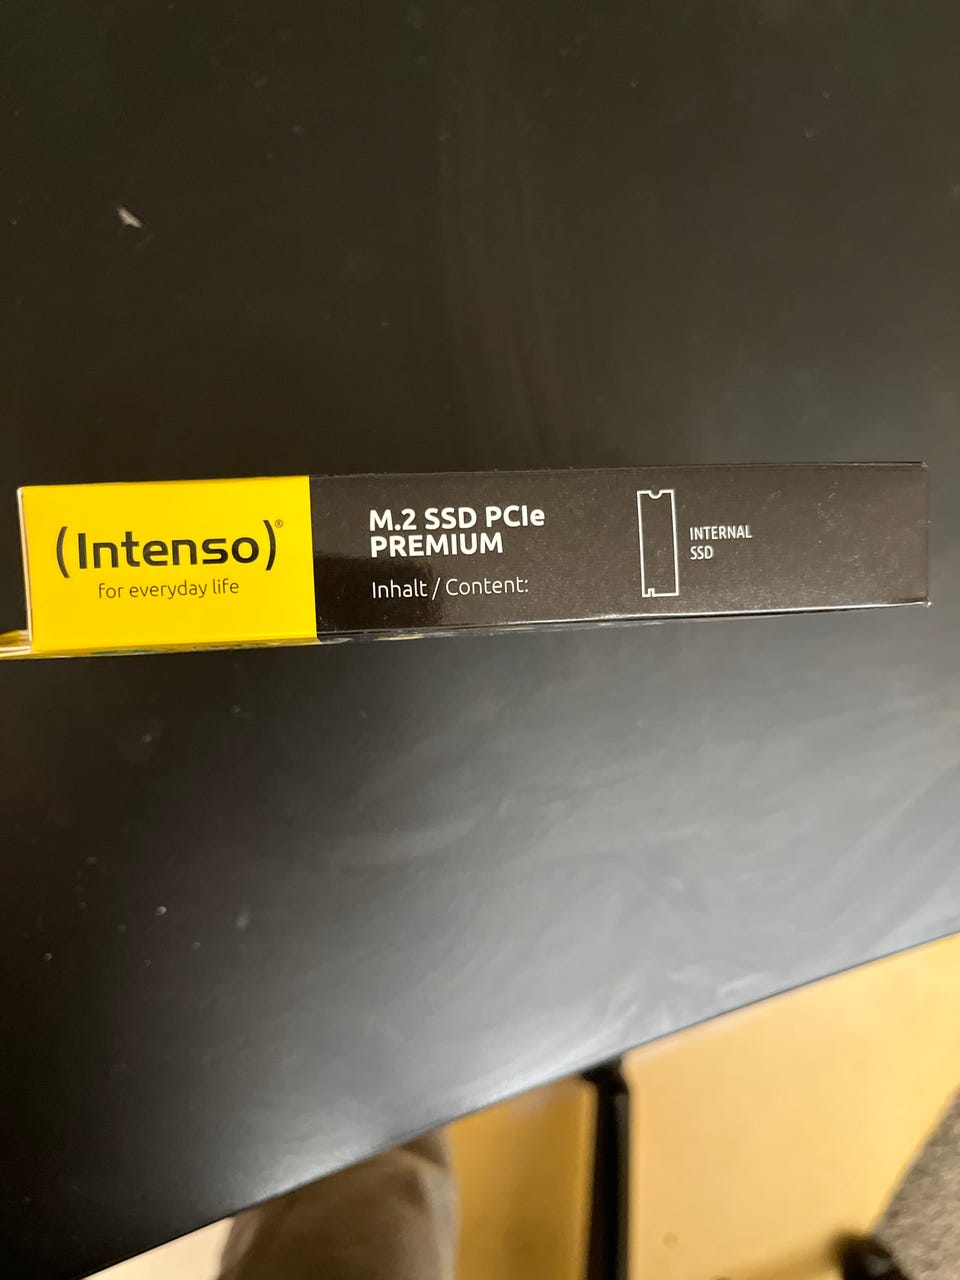 (Intenso)®
for everyday life
M.2 SSD PCIe
PREMIUM
Inhalt / Content:
INTERNAL
SSD